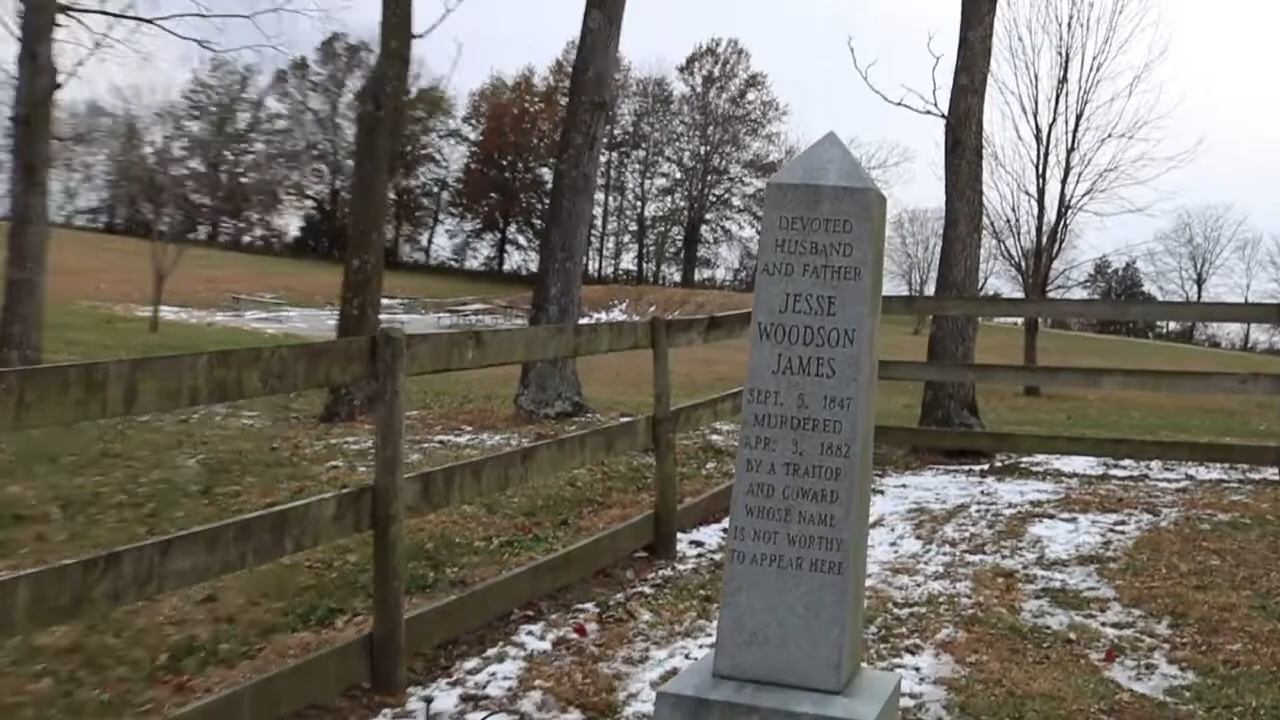 DEVOTED
HUSBAND
AND FATHER
JESSE
WOODSON
JAMES
SEPT. 5, 1847
MURDERED
APR. 3, 1882
BY A TRAITOR
AND COWARD
WHOSE NAME
IS NOT WORTHY
TO APPEAR HERE